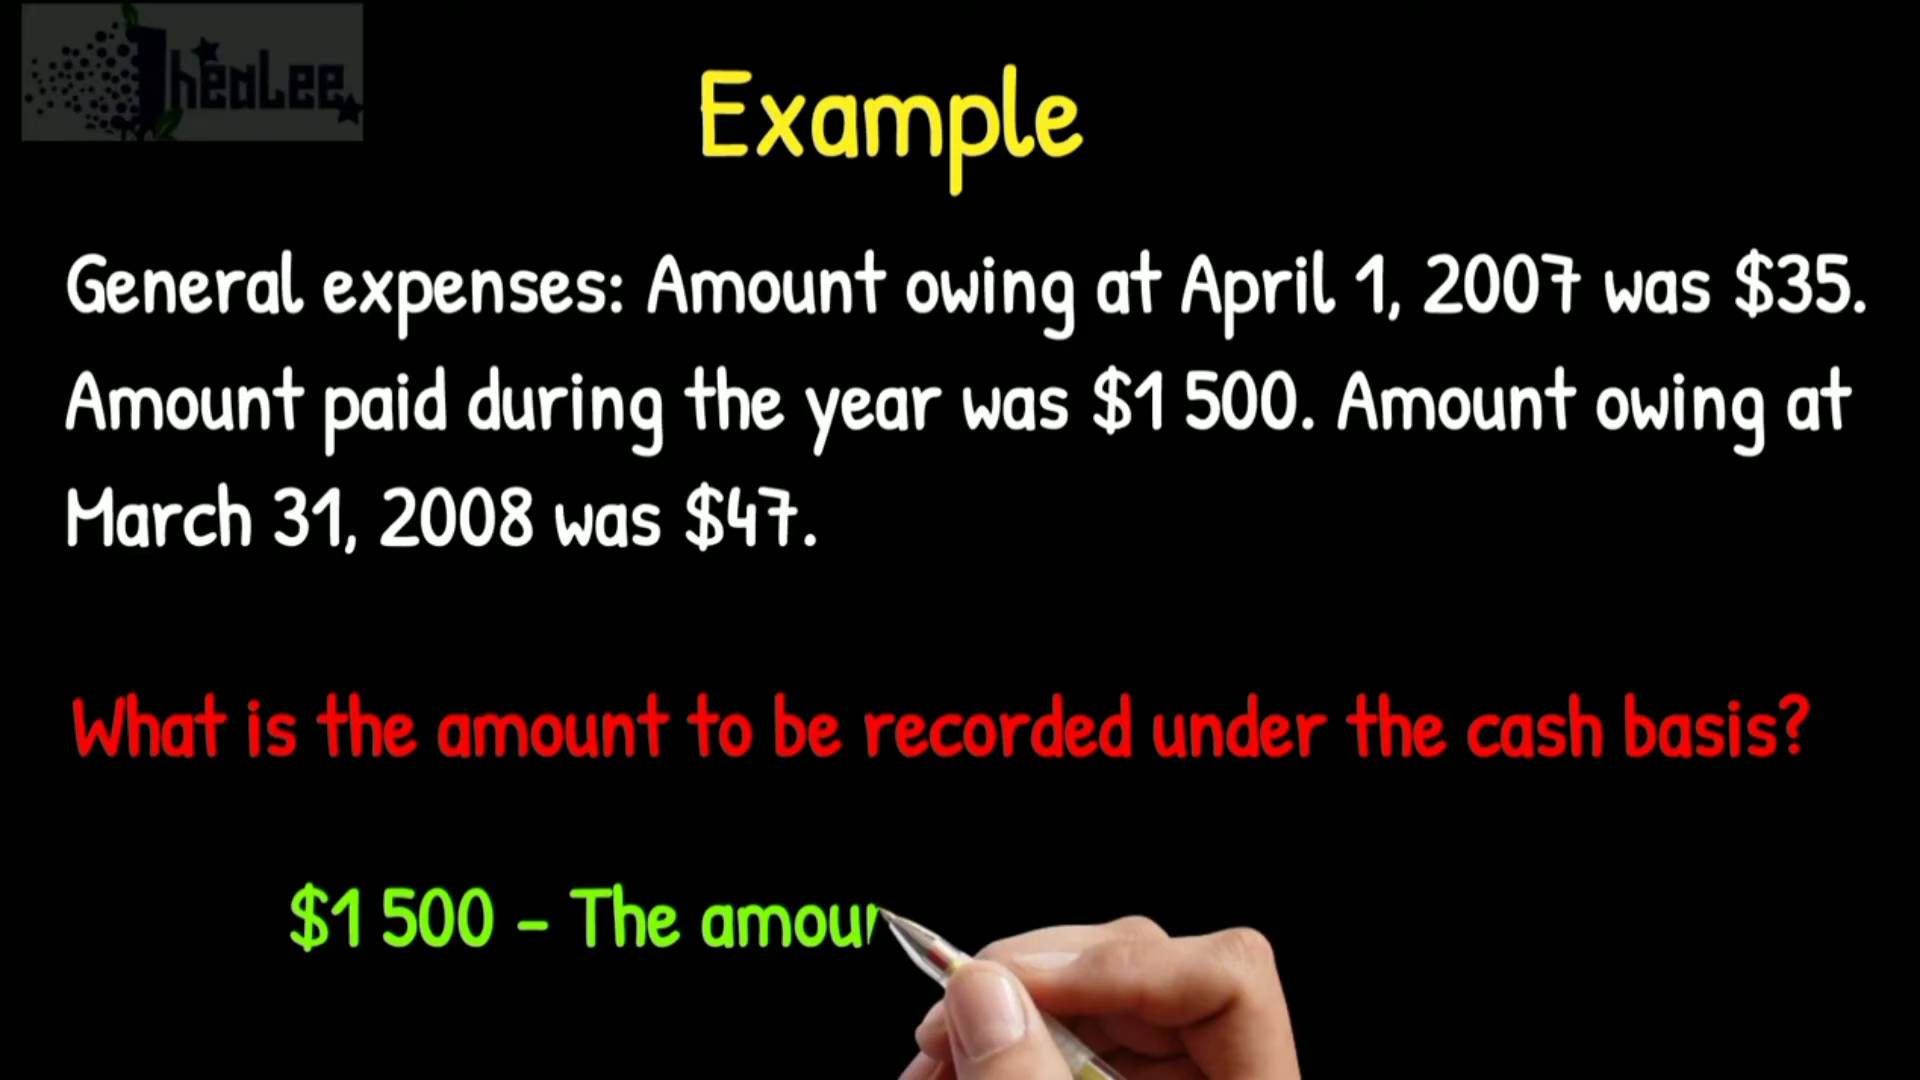 JheaLee
Example
General expenses: Amount owing at April 1, 2007 was $35.
Amount paid during the year was $1 500. Amount owing at
March 31, 2008 was $47.
What is the amount to be recorded under the cash basis?
$1 500 – The amour